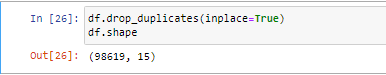 In [26]: df.drop_duplicates(inplace=True)
df.shape
Out[26]: (98619, 15)